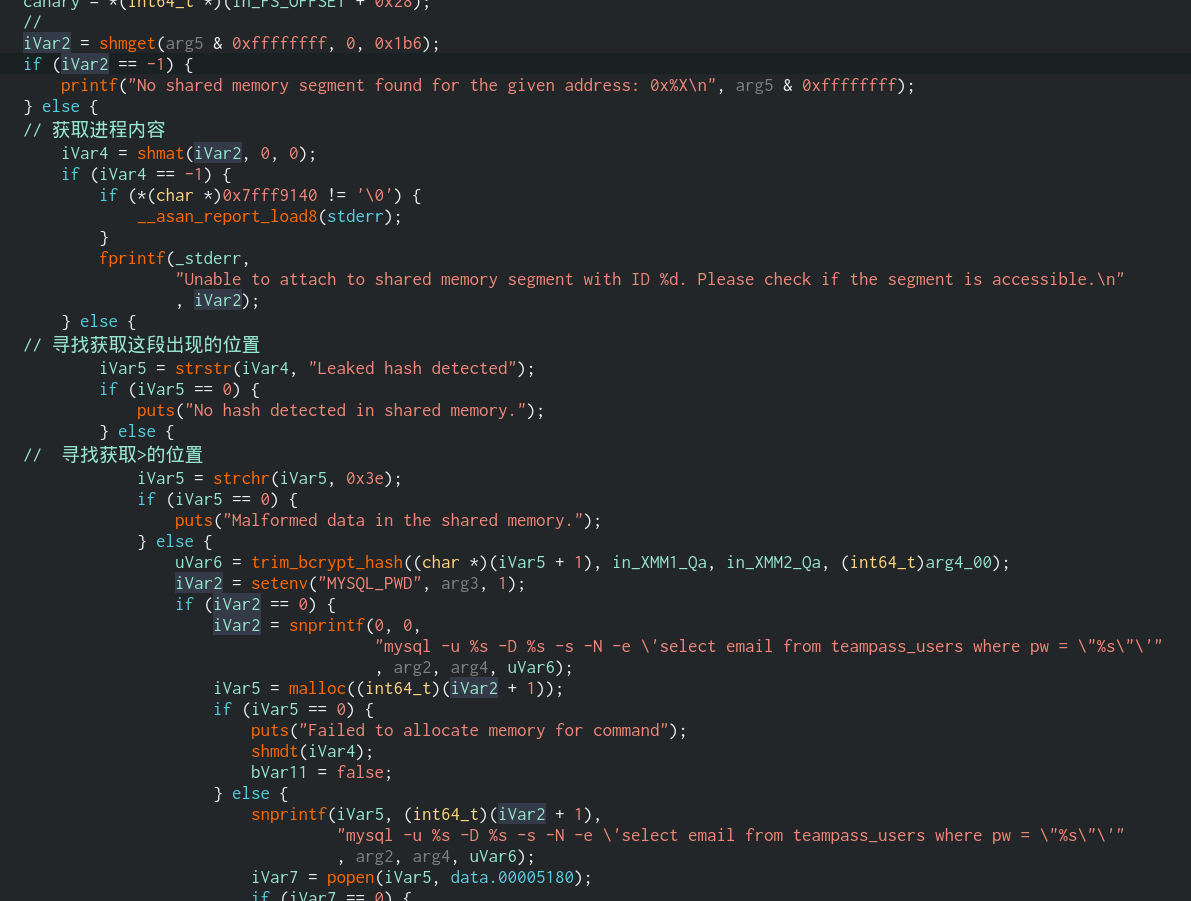 canary = *(int64_t *)(in_FS_OFFSET + 0x28);
//
iVar2 = shmget(arg5 & 0xffffffff, 0, 0x1b6);
if (iVar2 == -1) {
    printf("No shared memory segment found for the given address: 0x%X\n", arg5 & 0xffffffff);
} else {
// 获取进程内容
    iVar4 = shmat(iVar2, 0, 0);
    if (iVar4 == -1) {
        if (*(char *)0x7fff9140 != '\0') {
            __asan_report_load8(stderr);
        }
        fprintf(_stderr,
                "Unable to attach to shared memory segment with ID %d. Please check if the segment is accessible.\n"
                , iVar2);
    } else {
// 寻找获取这段出现的位置
        iVar5 = strstr(iVar4, "Leaked hash detected");
        if (iVar5 == 0) {
            puts("No hash detected in shared memory.");
        } else {
//  寻找获取>的位置
            iVar5 = strchr(iVar5, 0x3e);
            if (iVar5 == 0) {
                puts("Malformed data in the shared memory.");
            } else {
                uVar6 = trim_bcrypt_hash((char *)(iVar5 + 1), in_XMM1_Qa, in_XMM2_Qa, (int64_t)arg4_00);
                iVar2 = setenv("MYSQL_PWD", arg3, 1);
                if (iVar2 == 0) {
                    iVar2 = snprintf(0, 0,
                                     "mysql -u %s -D %s -s -N -e \'select email from teampass_users where pw = \"%s\"\'"
                                     , arg2, arg4, uVar6);
                    iVar5 = malloc((int64_t)(iVar2 + 1));
                    if (iVar5 == 0) {
                        puts("Failed to allocate memory for command");
                        shmdt(iVar4);
                        bVar11 = false;
                    } else {
                        snprintf(iVar5, (int64_t)(iVar2 + 1),
                                 "mysql -u %s -D %s -s -N -e \'select email from teampass_users where pw = \"%s\"\'"
                                 , arg2, arg4, uVar6);
                        iVar7 = popen(iVar5, data.00005180);
                        if (iVar7 == 0) {